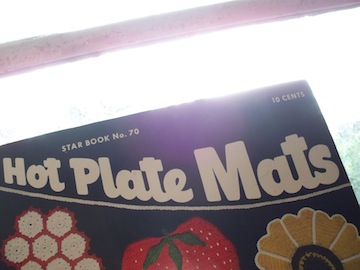 STAR BOOK No. 70
10 CENTS
Hot Plate Mats